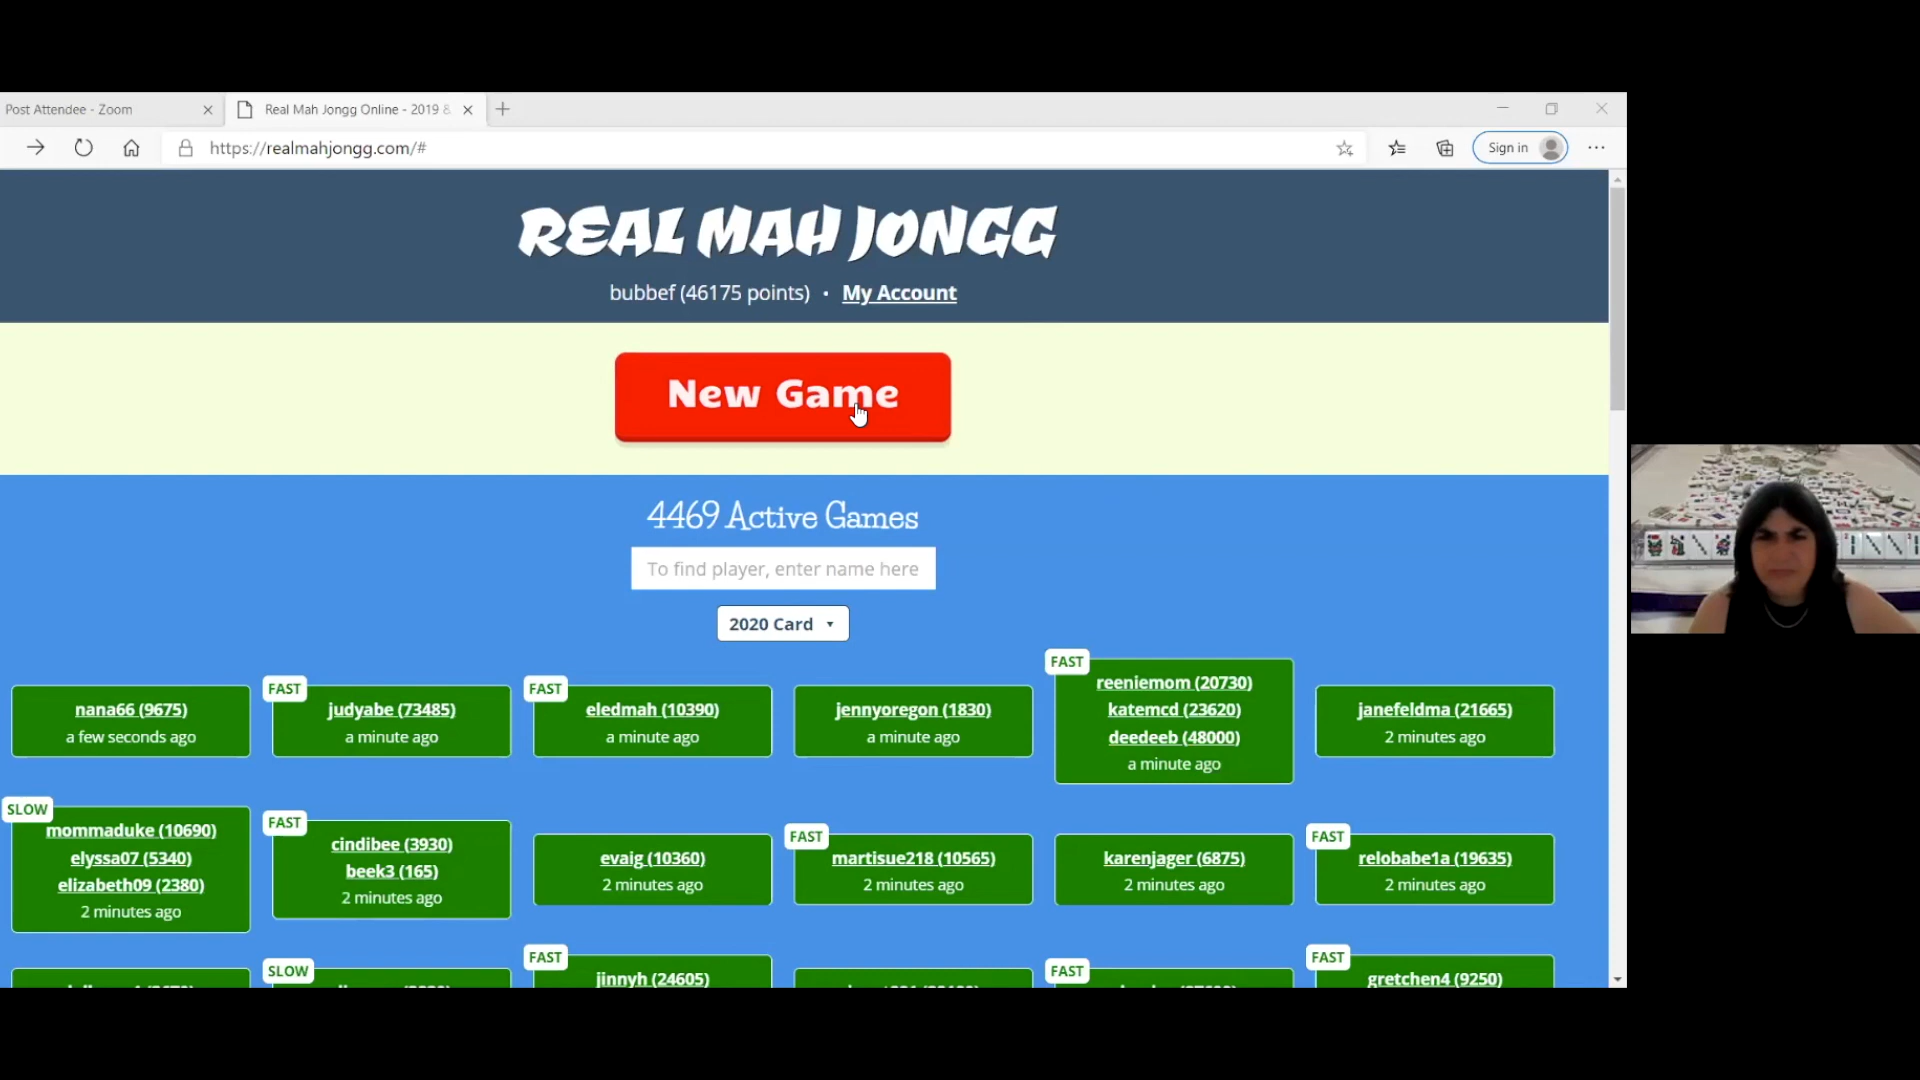 Post Attendee - Zoom
Real Mah Jongg Online - 2019 &
https://realmahjongg.com/#
Sign in
REAL MAH JONGG
bubbef (46175 points) • My Account
New Game
4469 Active Games
To find player, enter name here
2020 Card
nana66 (9675)
a few seconds ago
FAST
judyabe (73485)
a minute ago
FAST
eledmah (10390)
a minute ago
jennyoregon (1830)
a minute ago
FAST
reeniemom (20730)
katemcd (23620)
deedeeb (48000)
a minute ago
janefeldma (21665)
2 minutes ago
SLOW
mommaduke (10690)
elyssa07 (5340)
elizabeth09 (2380)
2 minutes ago
FAST
cindibee (3930)
beek3 (165)
2 minutes ago
evaig (10360)
2 minutes ago
FAST
martisue218 (10565)
2 minutes ago
karenjager (6875)
2 minutes ago
FAST
relobabe1a (19635)
2 minutes ago
SLOW
FAST
jinnyh (24605)
FAST
FAST
gretchen4 (9250)